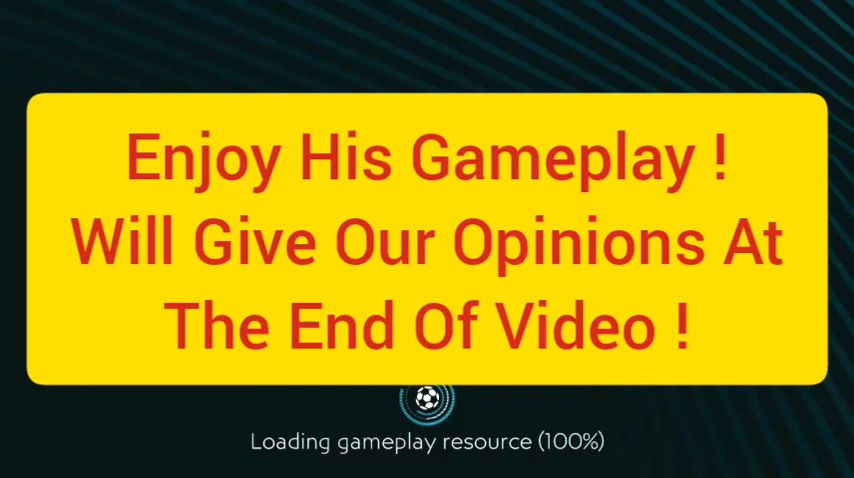 Enjoy His Gameplay !
Will Give Our Opinions At
The End Of Video !
Loading gameplay resource (100%)